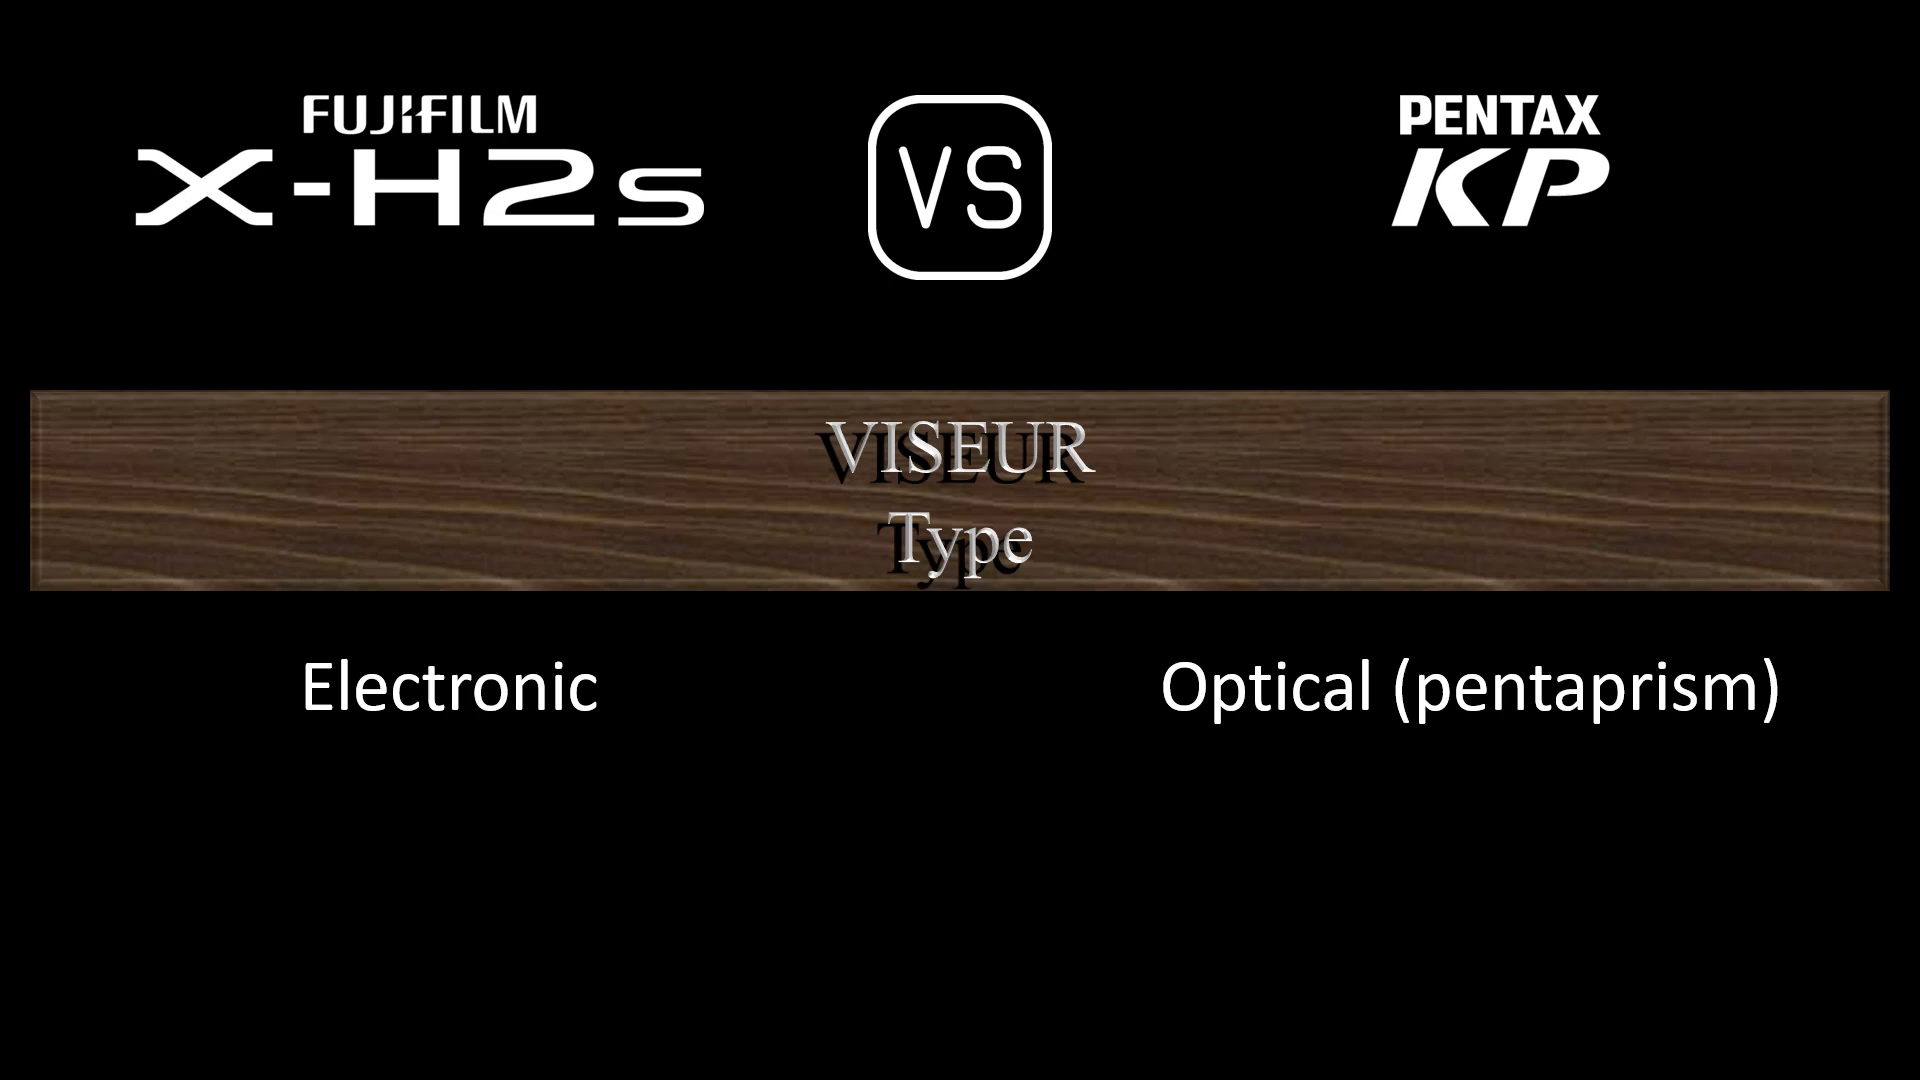 FUJIFILM
X-H2s
VS
PENTAX
KP
VISEUR
Type
Electronic
Optical (pentaprism)